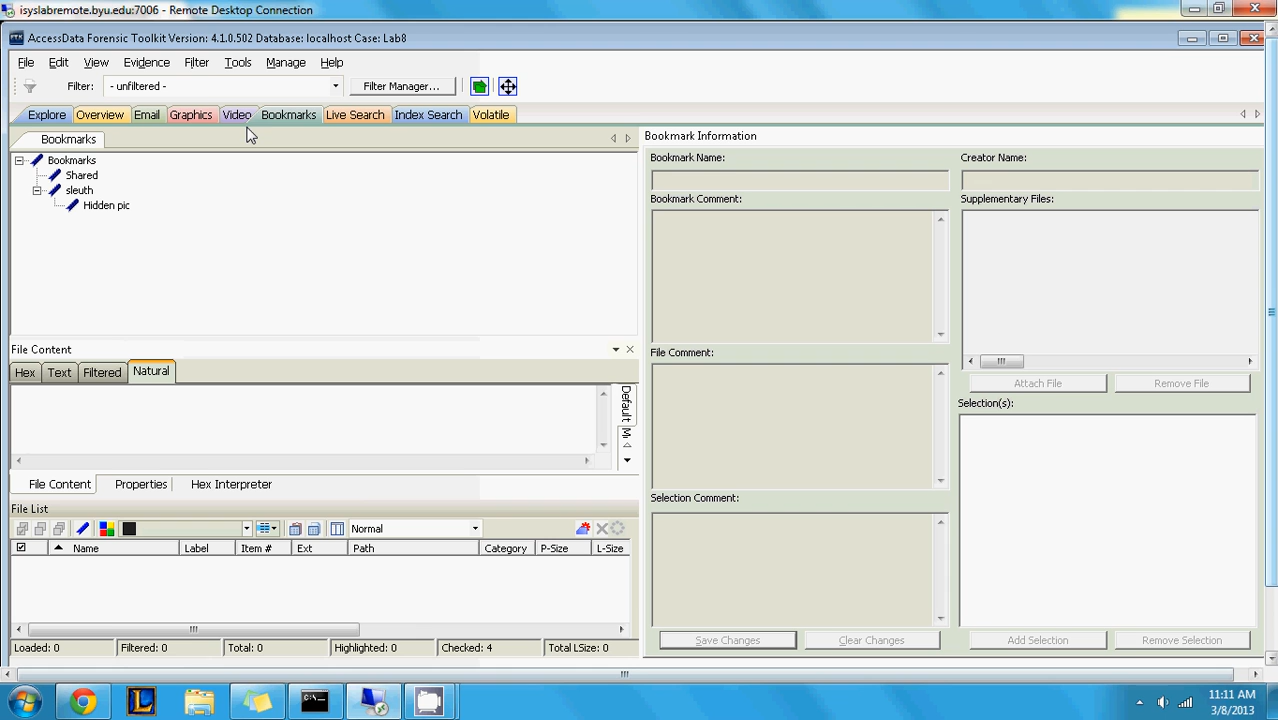 isyslabremote.byu.edu:7006 - Remote Desktop Connection
AccessData Forensic Toolkit Version: 4.1.0.502 Database: localhost Case: Lab8
File Edit View Evidence Filter Tools Manage Help
Filter: - unfiltered - Filter Manager...
Explore Overview Email Graphics Video Bookmarks Live Search Index Search Volatile
Bookmarks
Bookmarks
Shared
sleuth
Hidden pic
File Content
Hex Text Filtered Natural
Default
File Content Properties Hex Interpreter
File List
Normal
Name Label Item # Ext Path Category P-Size L-Size
Loaded: 0 Filtered: 0 Total: 0 Highlighted: 0 Checked: 4 Total LSize: 0
Bookmark Information
Bookmark Name: Creator Name:
Bookmark Comment: Supplementary Files:
File Comment:
Attach File Remove File
Selection(s):
Selection Comment:
Save Changes Clear Changes Add Selection Remove Selection
11:11 AM
3/8/2013